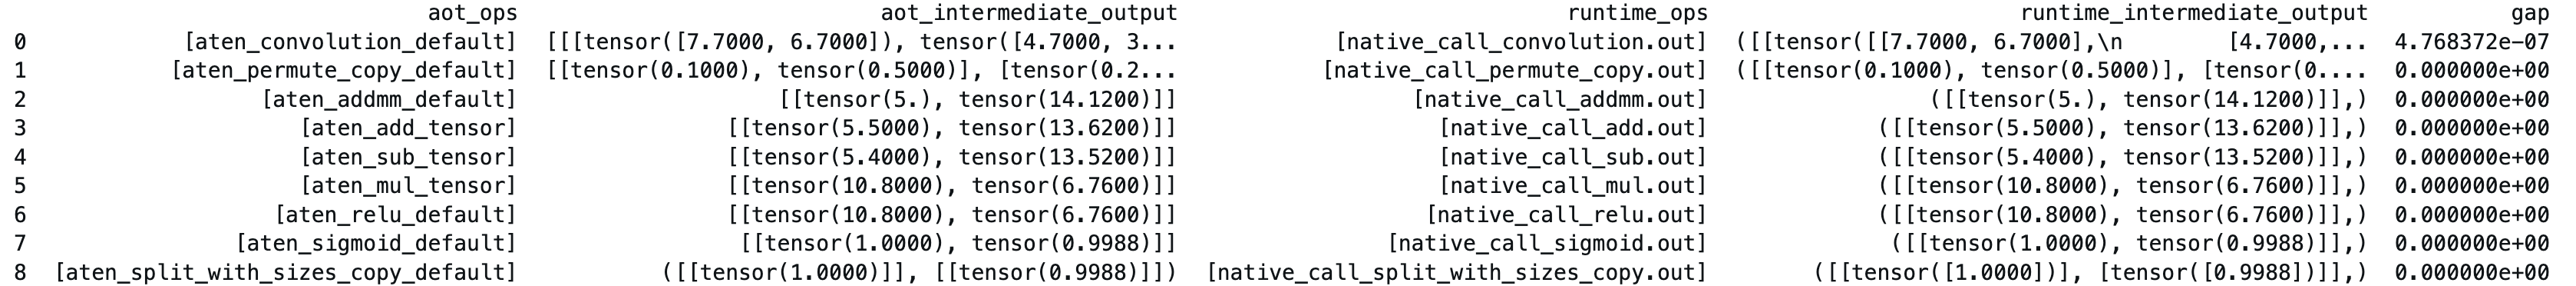 aot_ops aot_intermediate_output runtime_ops runtime_intermediate_output gap
0 [aten_convolution_default] [[[tensor([7.7000, 6.7000]), tensor([4.7000, 3... [native_call_convolution.out] ([[tensor([[7.7000, 6.7000],\n [4.7000,... 4.768372e-07
1 [aten_permute_copy_default] [[tensor(0.1000), tensor(0.5000)], [tensor(0.2... [native_call_permute_copy.out] ([[tensor(0.1000), tensor(0.5000)], [tensor(0.... 0.000000e+00
2 [aten_addmm_default] [[tensor(5.), tensor(14.1200)]] [native_call_addmm.out] ([[tensor(5.), tensor(14.1200)]],) 0.000000e+00
3 [aten_add_tensor] [[tensor(5.5000), tensor(13.6200)]] [native_call_add.out] ([[tensor(5.5000), tensor(13.6200)]],) 0.000000e+00
4 [aten_sub_tensor] [[tensor(5.4000), tensor(13.5200)]] [native_call_sub.out] ([[tensor(5.4000), tensor(13.5200)]],) 0.000000e+00
5 [aten_mul_tensor] [[tensor(10.8000), tensor(6.7600)]] [native_call_mul.out] ([[tensor(10.8000), tensor(6.7600)]],) 0.000000e+00
6 [aten_relu_default] [[tensor(10.8000), tensor(6.7600)]] [native_call_relu.out] ([[tensor(10.8000), tensor(6.7600)]],) 0.000000e+00
7 [aten_sigmoid_default] [[tensor(1.0000), tensor(0.9988)]] [native_call_sigmoid.out] ([[tensor(1.0000), tensor(0.9988)]],) 0.000000e+00
8 [aten_split_with_sizes_copy_default] ([[tensor(1.0000)]], [[tensor(0.9988)]]) [native_call_split_with_sizes_copy.out] ([[tensor([1.0000])], [tensor([0.9988])]],) 0.000000e+00